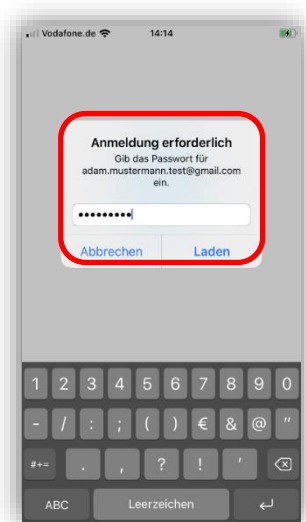 Vodafone.de 14:14
Anmeldung erforderlich
Gib das Passwort für
adam.mustermann.test@gmail.com
ein.
•••••••••
Abbrechen Laden
1 2 3 4 5 6 7 8 9 0
- / : ; ( ) € & @ "
#+= . , ? ! '
ABC Leerzeichen